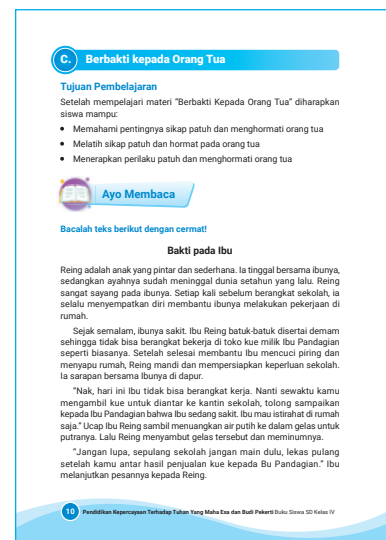 C. Berbakti kepada Orang Tua
Tujuan Pembelajaran
Setelah mempelajari materi "Berbakti Kepada Orang Tua" diharapkan
siswa mampu:
• Memahami pentingnya sikap patuh dan menghormati orang tua
• Melatih sikap patuh dan hormat pada orang tua
• Menerapkan perilaku patuh dan menghormati orang tua
Ayo Membaca
Bacalah teks berikut dengan cermat!
Bakti pada Ibu
Reing adalah anak yang pintar dan sederhana. Ia tinggal bersama ibunya,
sedangkan ayahnya sudah meninggal dunia setahun yang lalu. Reing
sangat sayang pada ibunya. Setiap kali sebelum berangkat sekolah, ia
selalu menyempatkan diri membantu ibunya melakukan pekerjaan di
rumah.
Sejak semalam, ibunya sakit. Ibu Reing batuk-batuk disertai demam
sehingga tidak bisa berangkat bekerja di toko kue milik Ibu Pandagian
seperti biasanya. Setelah selesai membantu Ibu mencuci piring dan
menyapu rumah, Reing mandi dan mempersiapkan keperluan sekolah.
Ia sarapan bersama Ibunya di dapur.
"Nak, hari ini Ibu tidak bisa berangkat kerja. Nanti sewaktu kamu
mengambil kue untuk diantar ke kantin sekolah, tolong sampaikan
kepada Ibu Pandagian bahwa Ibu sedang sakit. Ibu mau istirahat di rumah
saja." Ucap Ibu Reing sambil menuangkan air putih ke dalam gelas untuk
putranya. Lalu Reing menyambut gelas tersebut dan meminumnya.
"Jangan lupa, sepulang sekolah jangan main dulu, lekas pulang
setelah kamu antar hasil penjualan kue kepada Bu Pandagian." Ibu
melanjutkan pesannya kepada Reing.
10 Pendidikan Kepercayaan Terhadap Tuhan Yang Maha Esa dan Budi Pekerti Buku Siswa SD Kelas IV